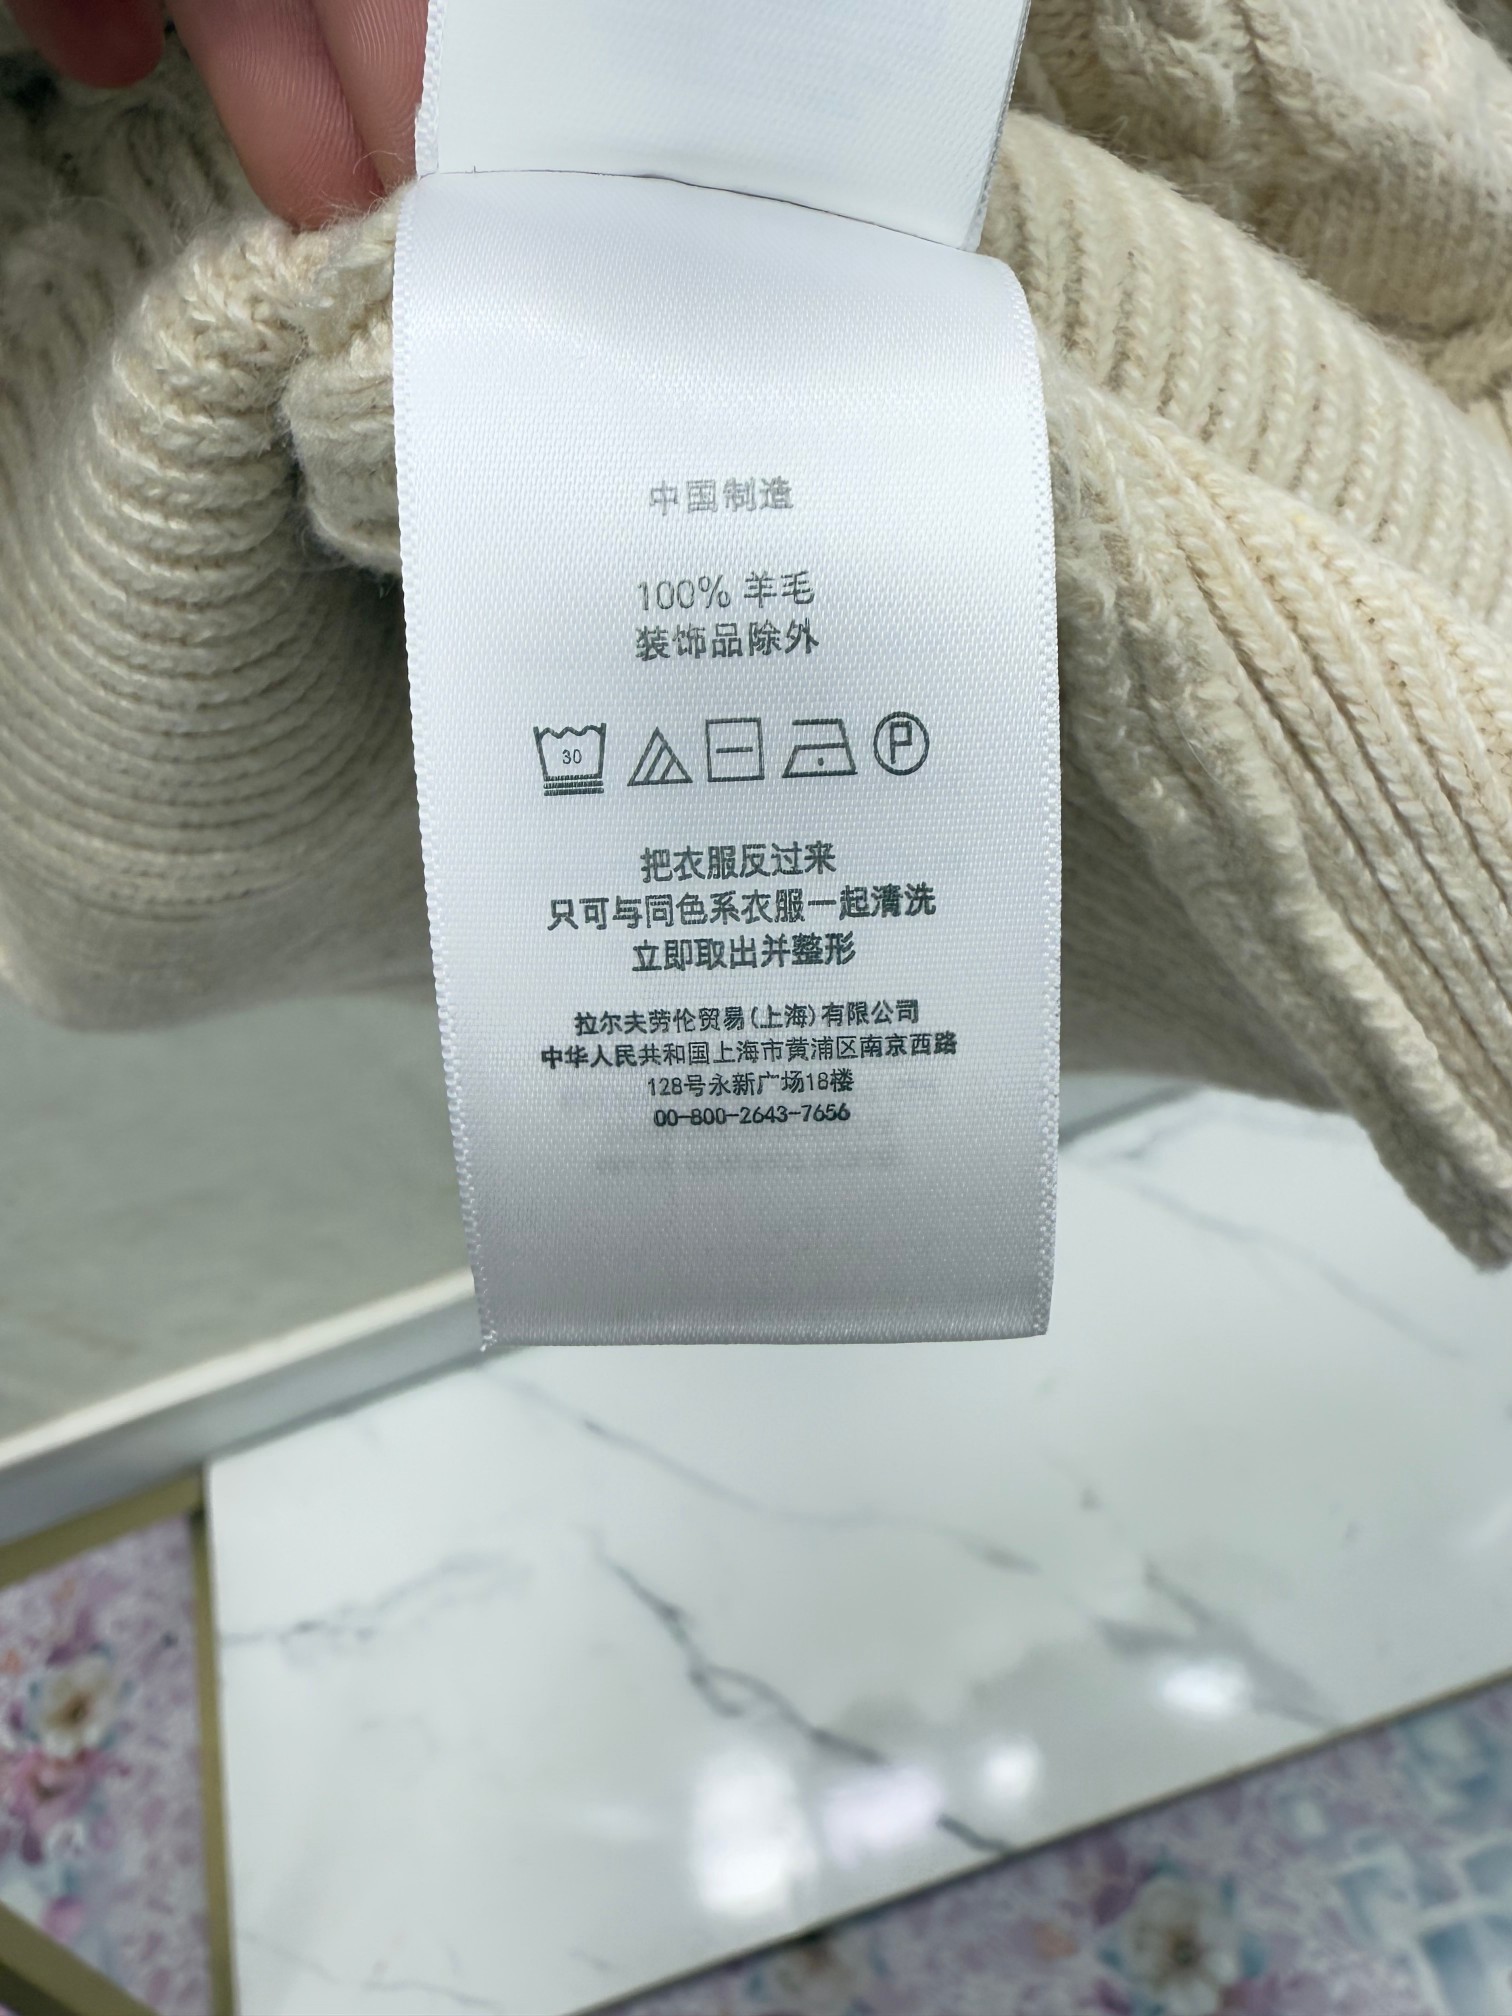 中国制造
100% 羊毛
装饰品除外
30
P
把衣服反过来
只可与同色系衣服一起清洗
立即取出并整形
拉尔夫劳伦贸易(上海)有限公司
中华人民共和国上海市黄浦区南京西路
128号永新广场18楼
00-800-2643-7656